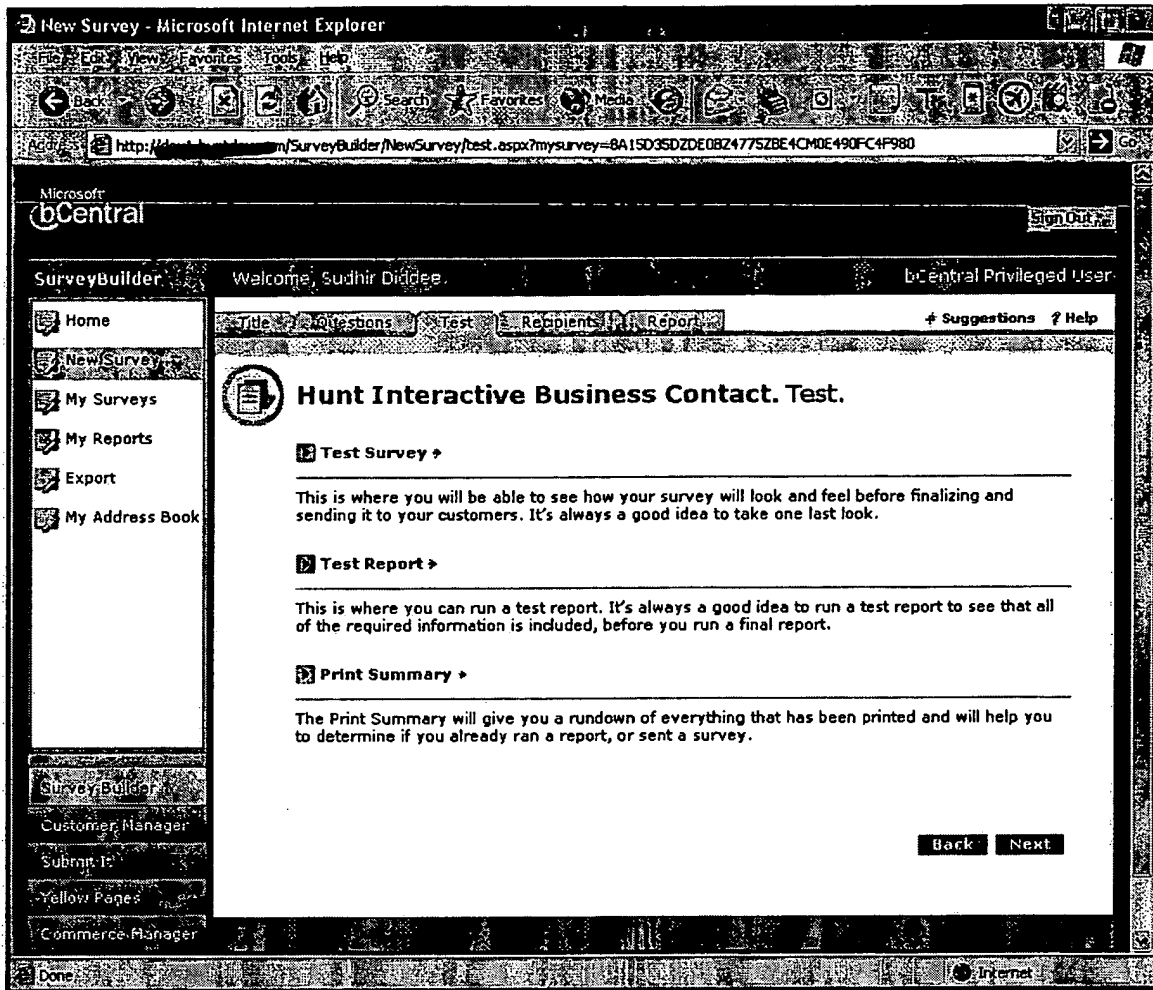 New Survey - Microsoft Internet Explorer
File Edit View Favorites Tools Help
Back Search Favorites Media
Address http:// m/SurveyBuilder/NewSurvey/test.aspx?mysurvey=8A15D35DZDE08Z4775ZBE4CM0E490FC4F980 Go
Microsoft
bCentral
Sign Out
SurveyBuilder Welcome, Sudhir Diddee. bCentral Privileged User
Title Questions Test Recipients Report Suggestions ? Help
Home
New Survey
My Surveys
My Reports
Export
My Address Book
Hunt Interactive Business Contact. Test.
Test Survey
This is where you will be able to see how your survey will look and feel before finalizing and
sending it to your customers. It's always a good idea to take one last look.
Test Report
This is where you can run a test report. It's always a good idea to run a test report to see that all
of the required information is included, before you run a final report.
Print Summary
The Print Summary will give you a rundown of everything that has been printed and will help you
to determine if you already ran a report, or sent a survey.
Back Next
Survey Builder
Customer Manager
Submit It
Yellow Pages
Commerce Manager
Done Internet